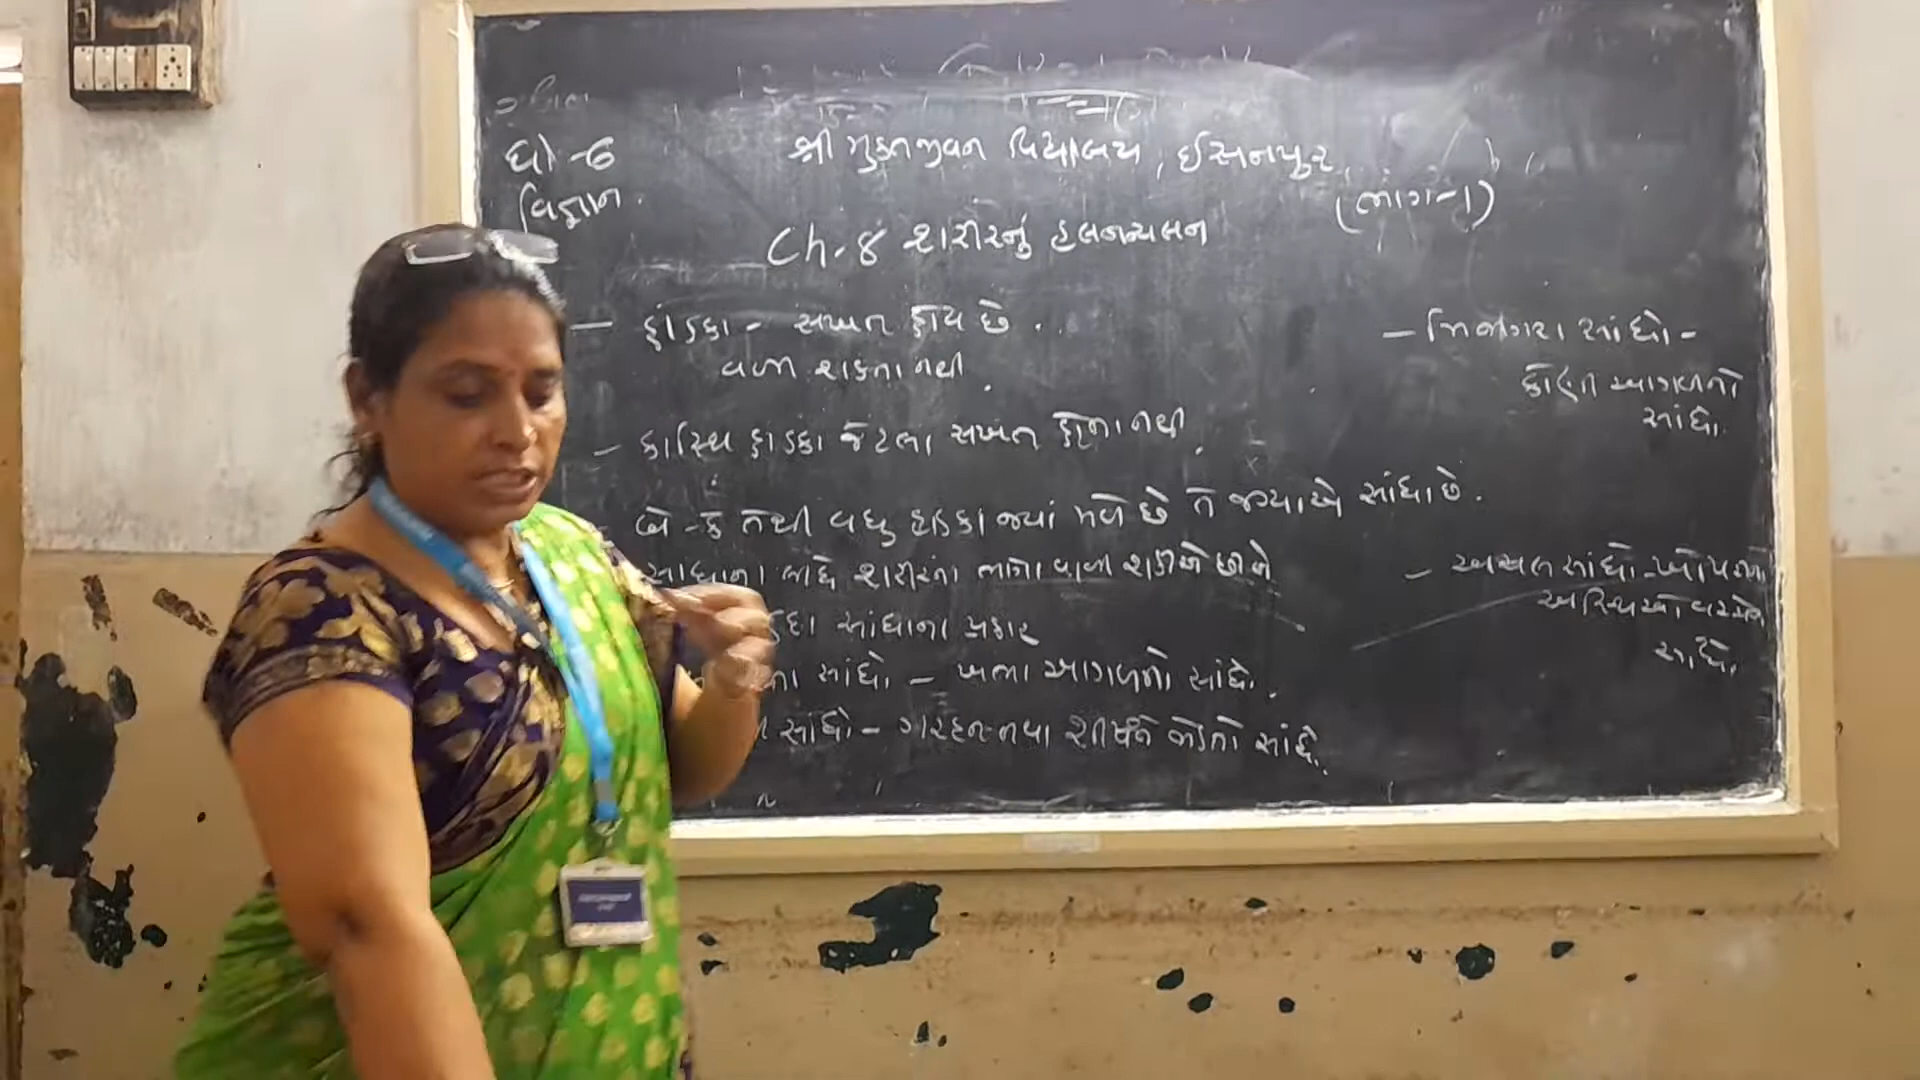 ધો-6
વિજ્ઞાન.
શ્રી મુક્તજીવન વિદ્યાલય, ઈસનપુર
(ભાગ-1)
Ch.8 શરીરનું હલનચલન
— હાડકા - સખત હોય છે.
વળી શકતા નથી.
— કાસ્થિ હાડકા જેટલા સખત હોતા નથી.
બે - કે તેથી વધુ હાડકા જ્યાં મળે છે તે જગ્યાએ સાંધા છે.
સાંધાના લીધે શરીરના ભાગો વાળી શકીએ છીએ
સાંધાના પ્રકાર
સાંધો - ખભા આગળનો સાંધો.
સાંધો - ગરદન તથા શીર્ષને જોડતો સાંધો.
— મિજાગરા સાંધો -
કોણી આગળનો
સાંધો.
— અચલ સાંધો - ખોપરીના
અસ્થિઓ વચ્ચેનો
સાંધો.